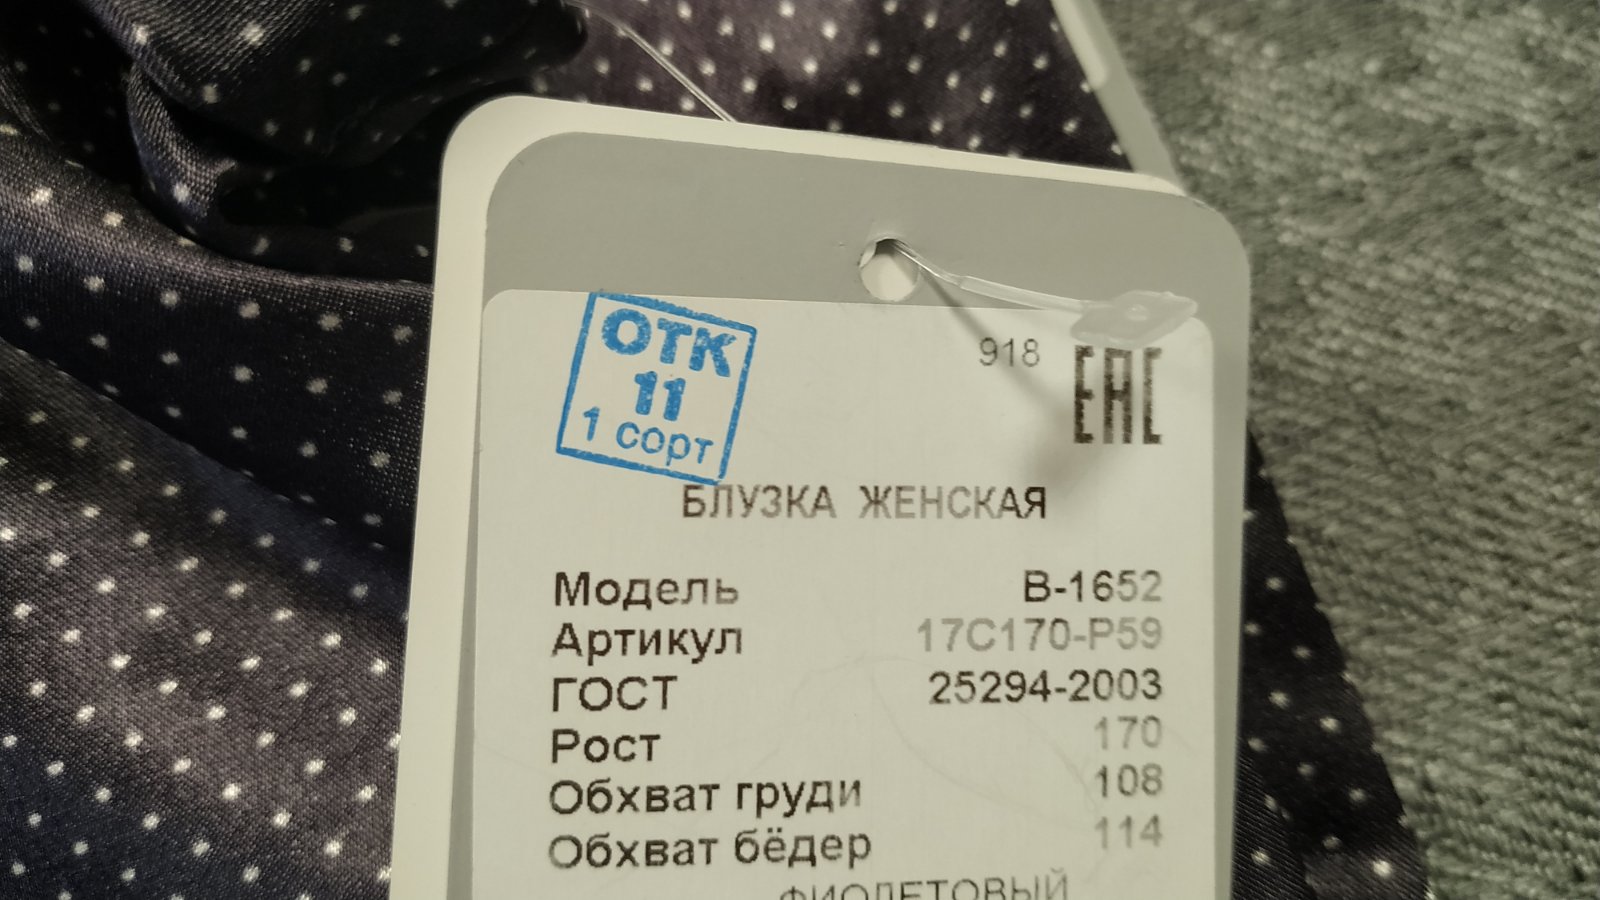 ОТК
11
1 сорт
918 ЕАС
БЛУЗКА ЖЕНСКАЯ
Модель В-1652
Артикул 17С170-Р59
ГОСТ 25294-2003
Рост 170
Обхват груди 108
Обхват бёдер 114
ФИОЛЕТОВЫЙ